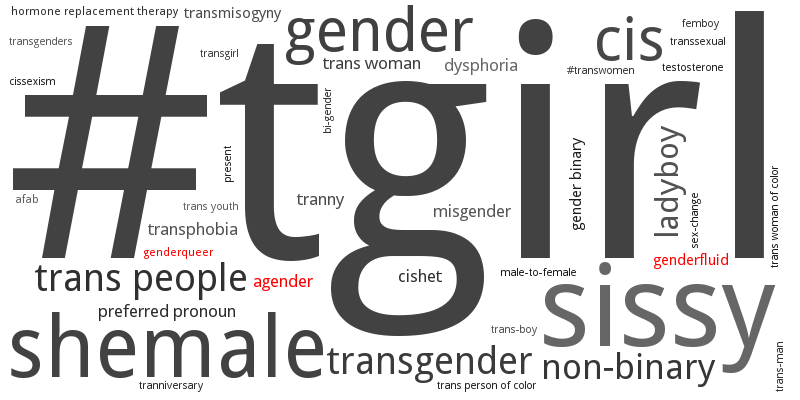 hormone replacement therapy
transmisogyny
gender
cis
femboy
transgenders
transgirl
trans woman
dysphoria
transsexual
#transwomen
testosterone
cissexism
#tgirl
bi-gender
present
gender binary
ladyboy
sex-change
trans woman of color
afab
trans youth
tranny
misgender
transphobia
genderqueer
genderfluid
trans people
agender
cishet
male-to-female
sissy
preferred pronoun
shemale
trans-boy
transgender
non-binary
trans-man
tranniversary
trans person of color